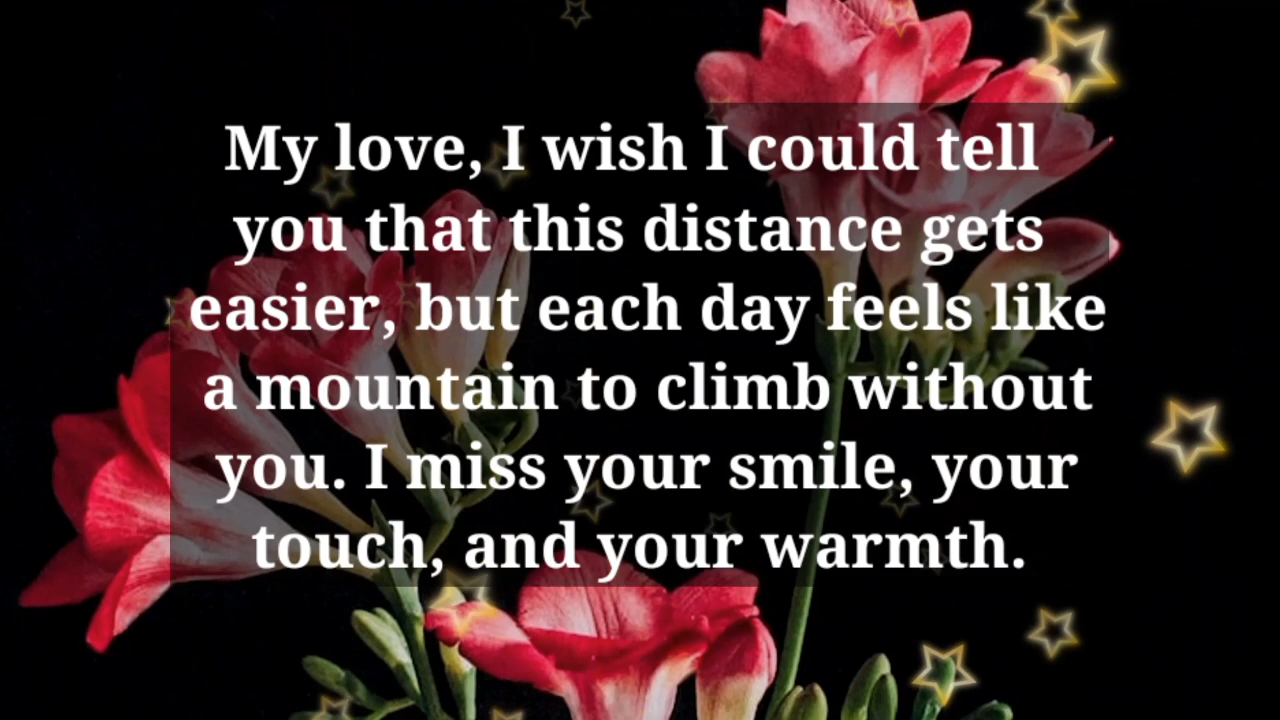 My love, I wish I could tell
you that this distance gets
easier, but each day feels like
a mountain to climb without
you. I miss your smile, your
touch, and your warmth.